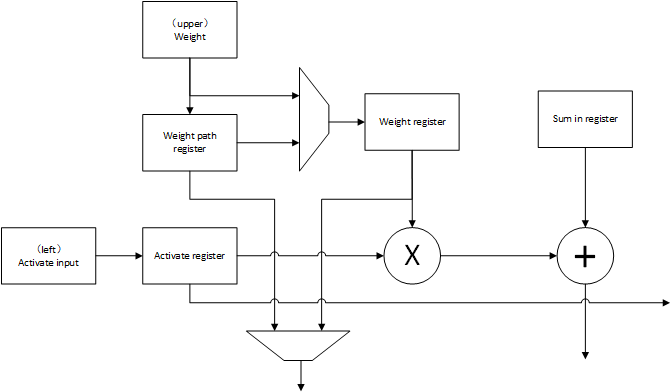 （upper）
Weight
Weight path
register
Weight register
Sum in register
（left）
Activate input
Activate register
X
+